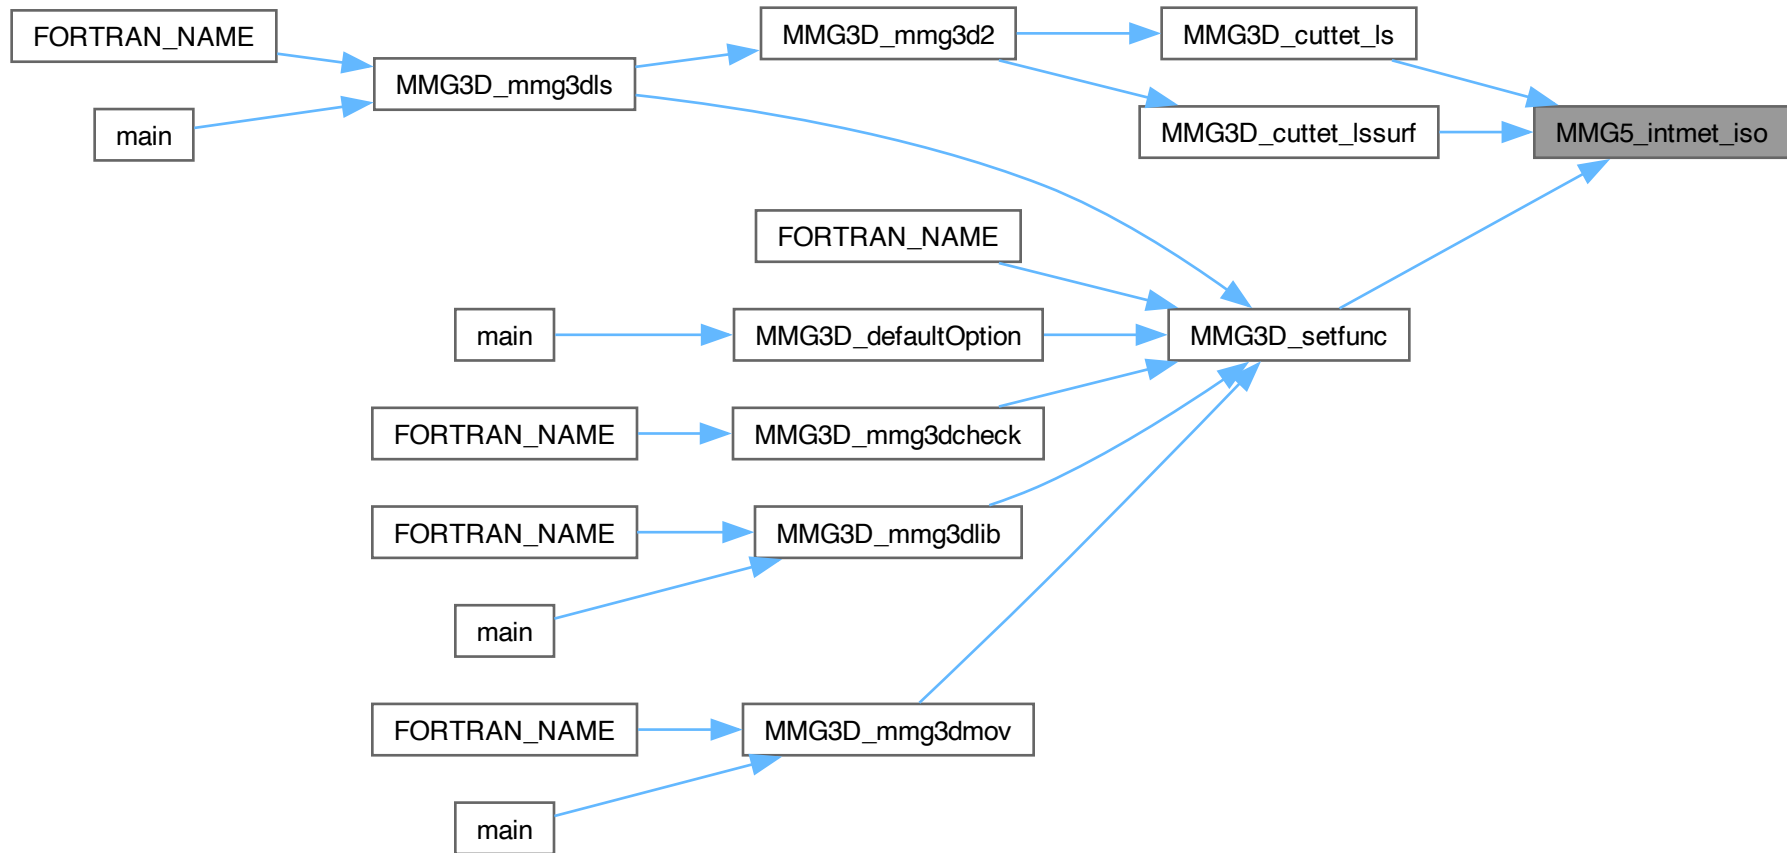 FORTRAN_NAME
MMG3D_mmg3d2
MMG3D_cuttet_ls
MMG3D_mmg3dls
main
MMG3D_cuttet_lssurf
MMG5_intmet_iso
FORTRAN_NAME
main
MMG3D_defaultOption
MMG3D_setfunc
FORTRAN_NAME
MMG3D_mmg3dcheck
FORTRAN_NAME
MMG3D_mmg3dlib
main
FORTRAN_NAME
MMG3D_mmg3dmov
main